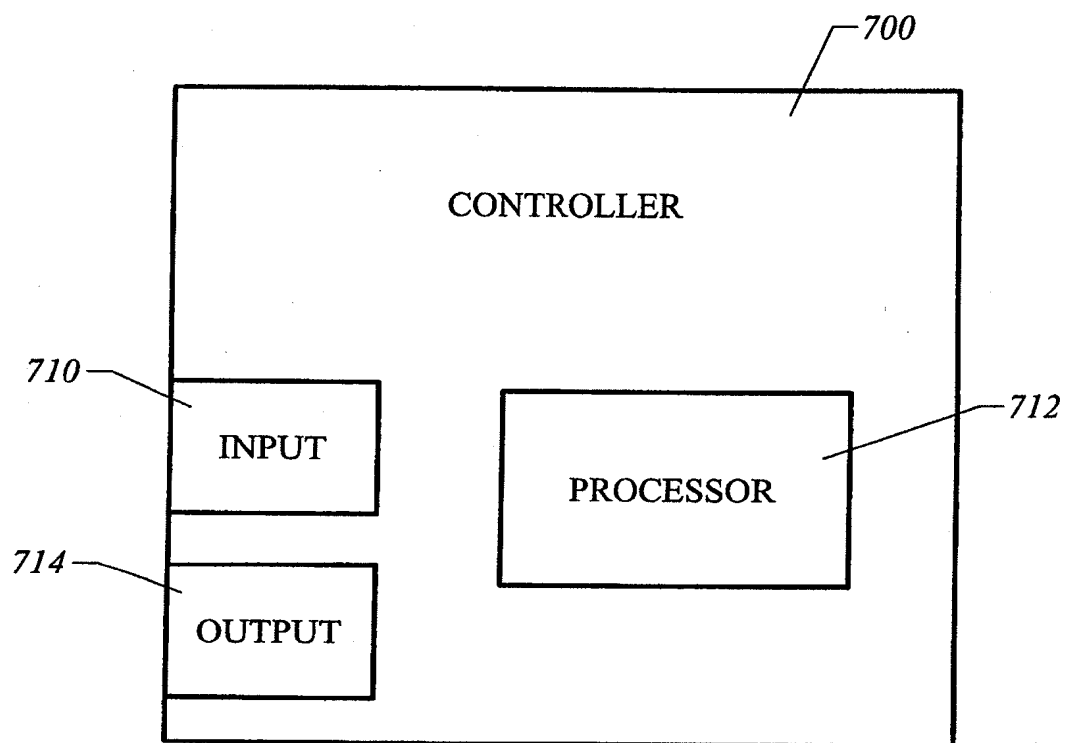 700
CONTROLLER
710
INPUT
712
PROCESSOR
714
OUTPUT